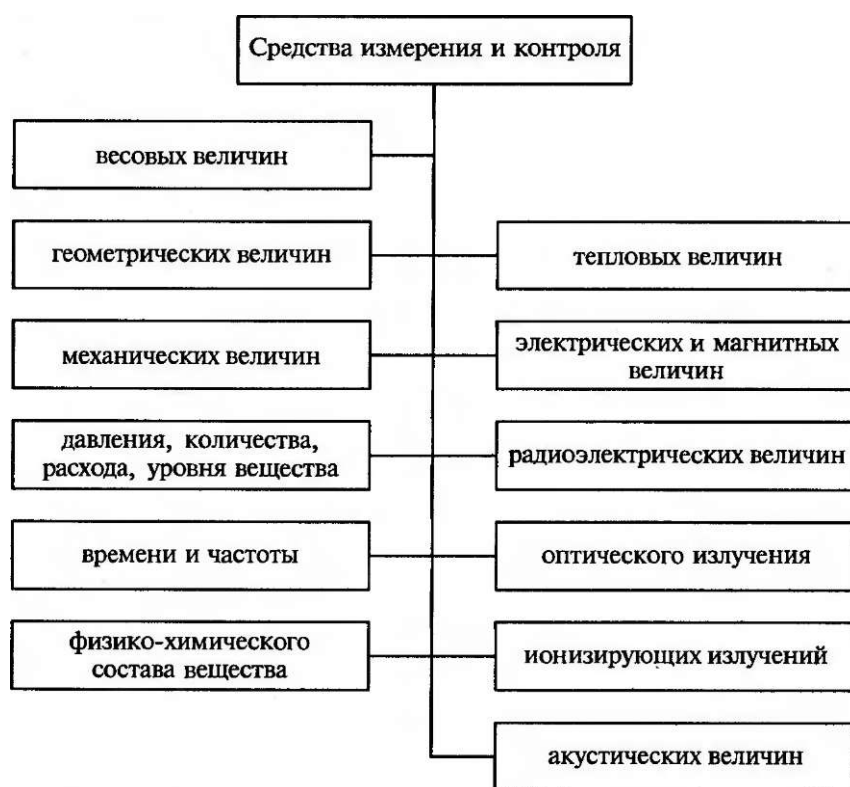 Средства измерения и контроля
весовых величин
геометрических величин
тепловых величин
механических величин
электрических и магнитных
величин
давления, количества,
расхода, уровня вещества
радиоэлектрических величин
времени и частоты
оптического излучения
физико-химического
состава вещества
ионизирующих излучений
акустических величин